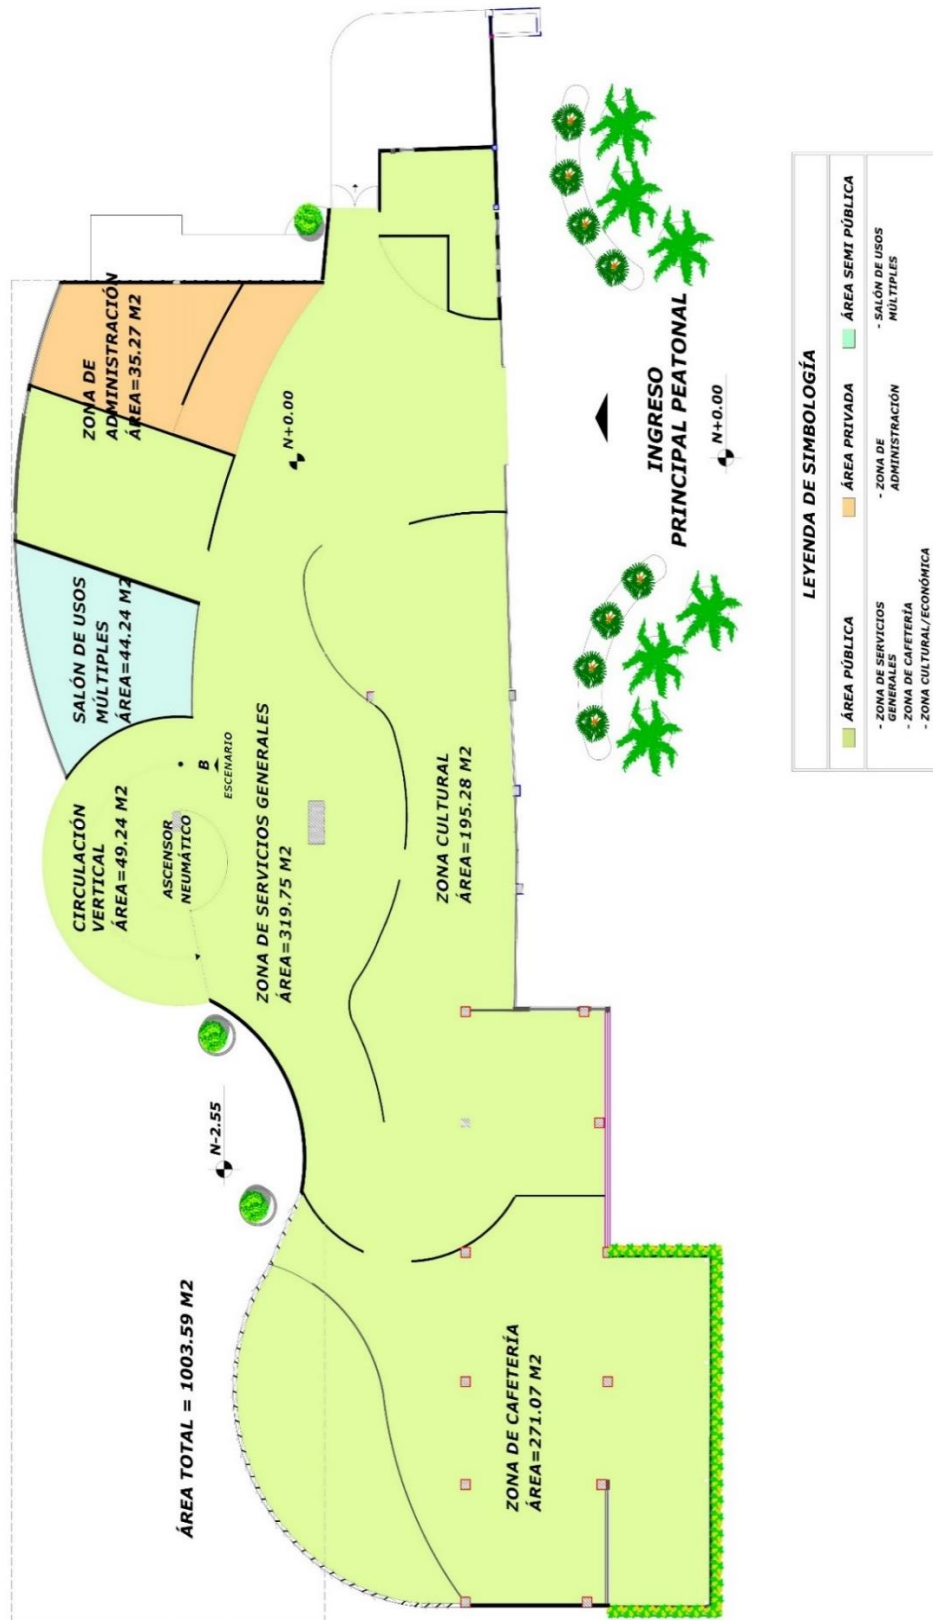 ÁREA TOTAL = 1003.59 M2
ZONA DE
ADMINISTRACIÓN
ÁREA=35.27 M2
SALÓN DE USOS
MÚLTIPLES
ÁREA=44.24 M2
CIRCULACIÓN
VERTICAL
ÁREA=49.24 M2
ASCENSOR
NEUMÁTICO
B
ESCENARIO
N+0.00
N-2.55
ZONA DE SERVICIOS GENERALES
ÁREA=319.75 M2
ZONA CULTURAL
ÁREA=195.28 M2
ZONA DE CAFETERÍA
ÁREA=271.07 M2
INGRESO
PRINCIPAL PEATONAL
N+0.00
LEYENDA DE SIMBOLOGÍA
ÁREA PÚBLICA
- ZONA DE SERVICIOS
GENERALES
- ZONA DE CAFETERÍA
- ZONA CULTURAL/ECONÓMICA
ÁREA PRIVADA
- ZONA DE
ADMINISTRACIÓN
ÁREA SEMI PÚBLICA
- SALÓN DE USOS
MÚLTIPLES